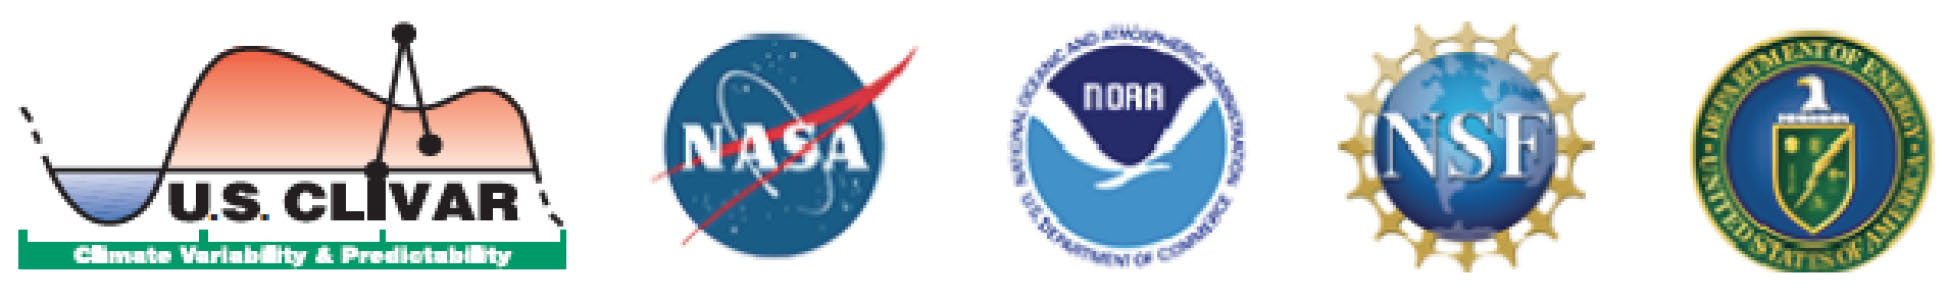 U.S. CLIVAR
Climate Variability & Predictability
NASA
NATIONAL OCEANIC AND ATMOSPHERIC ADMINISTRATION
NOAA
U.S. DEPARTMENT OF COMMERCE
NSF
DEPARTMENT OF ENERGY
UNITED STATES OF AMERICA